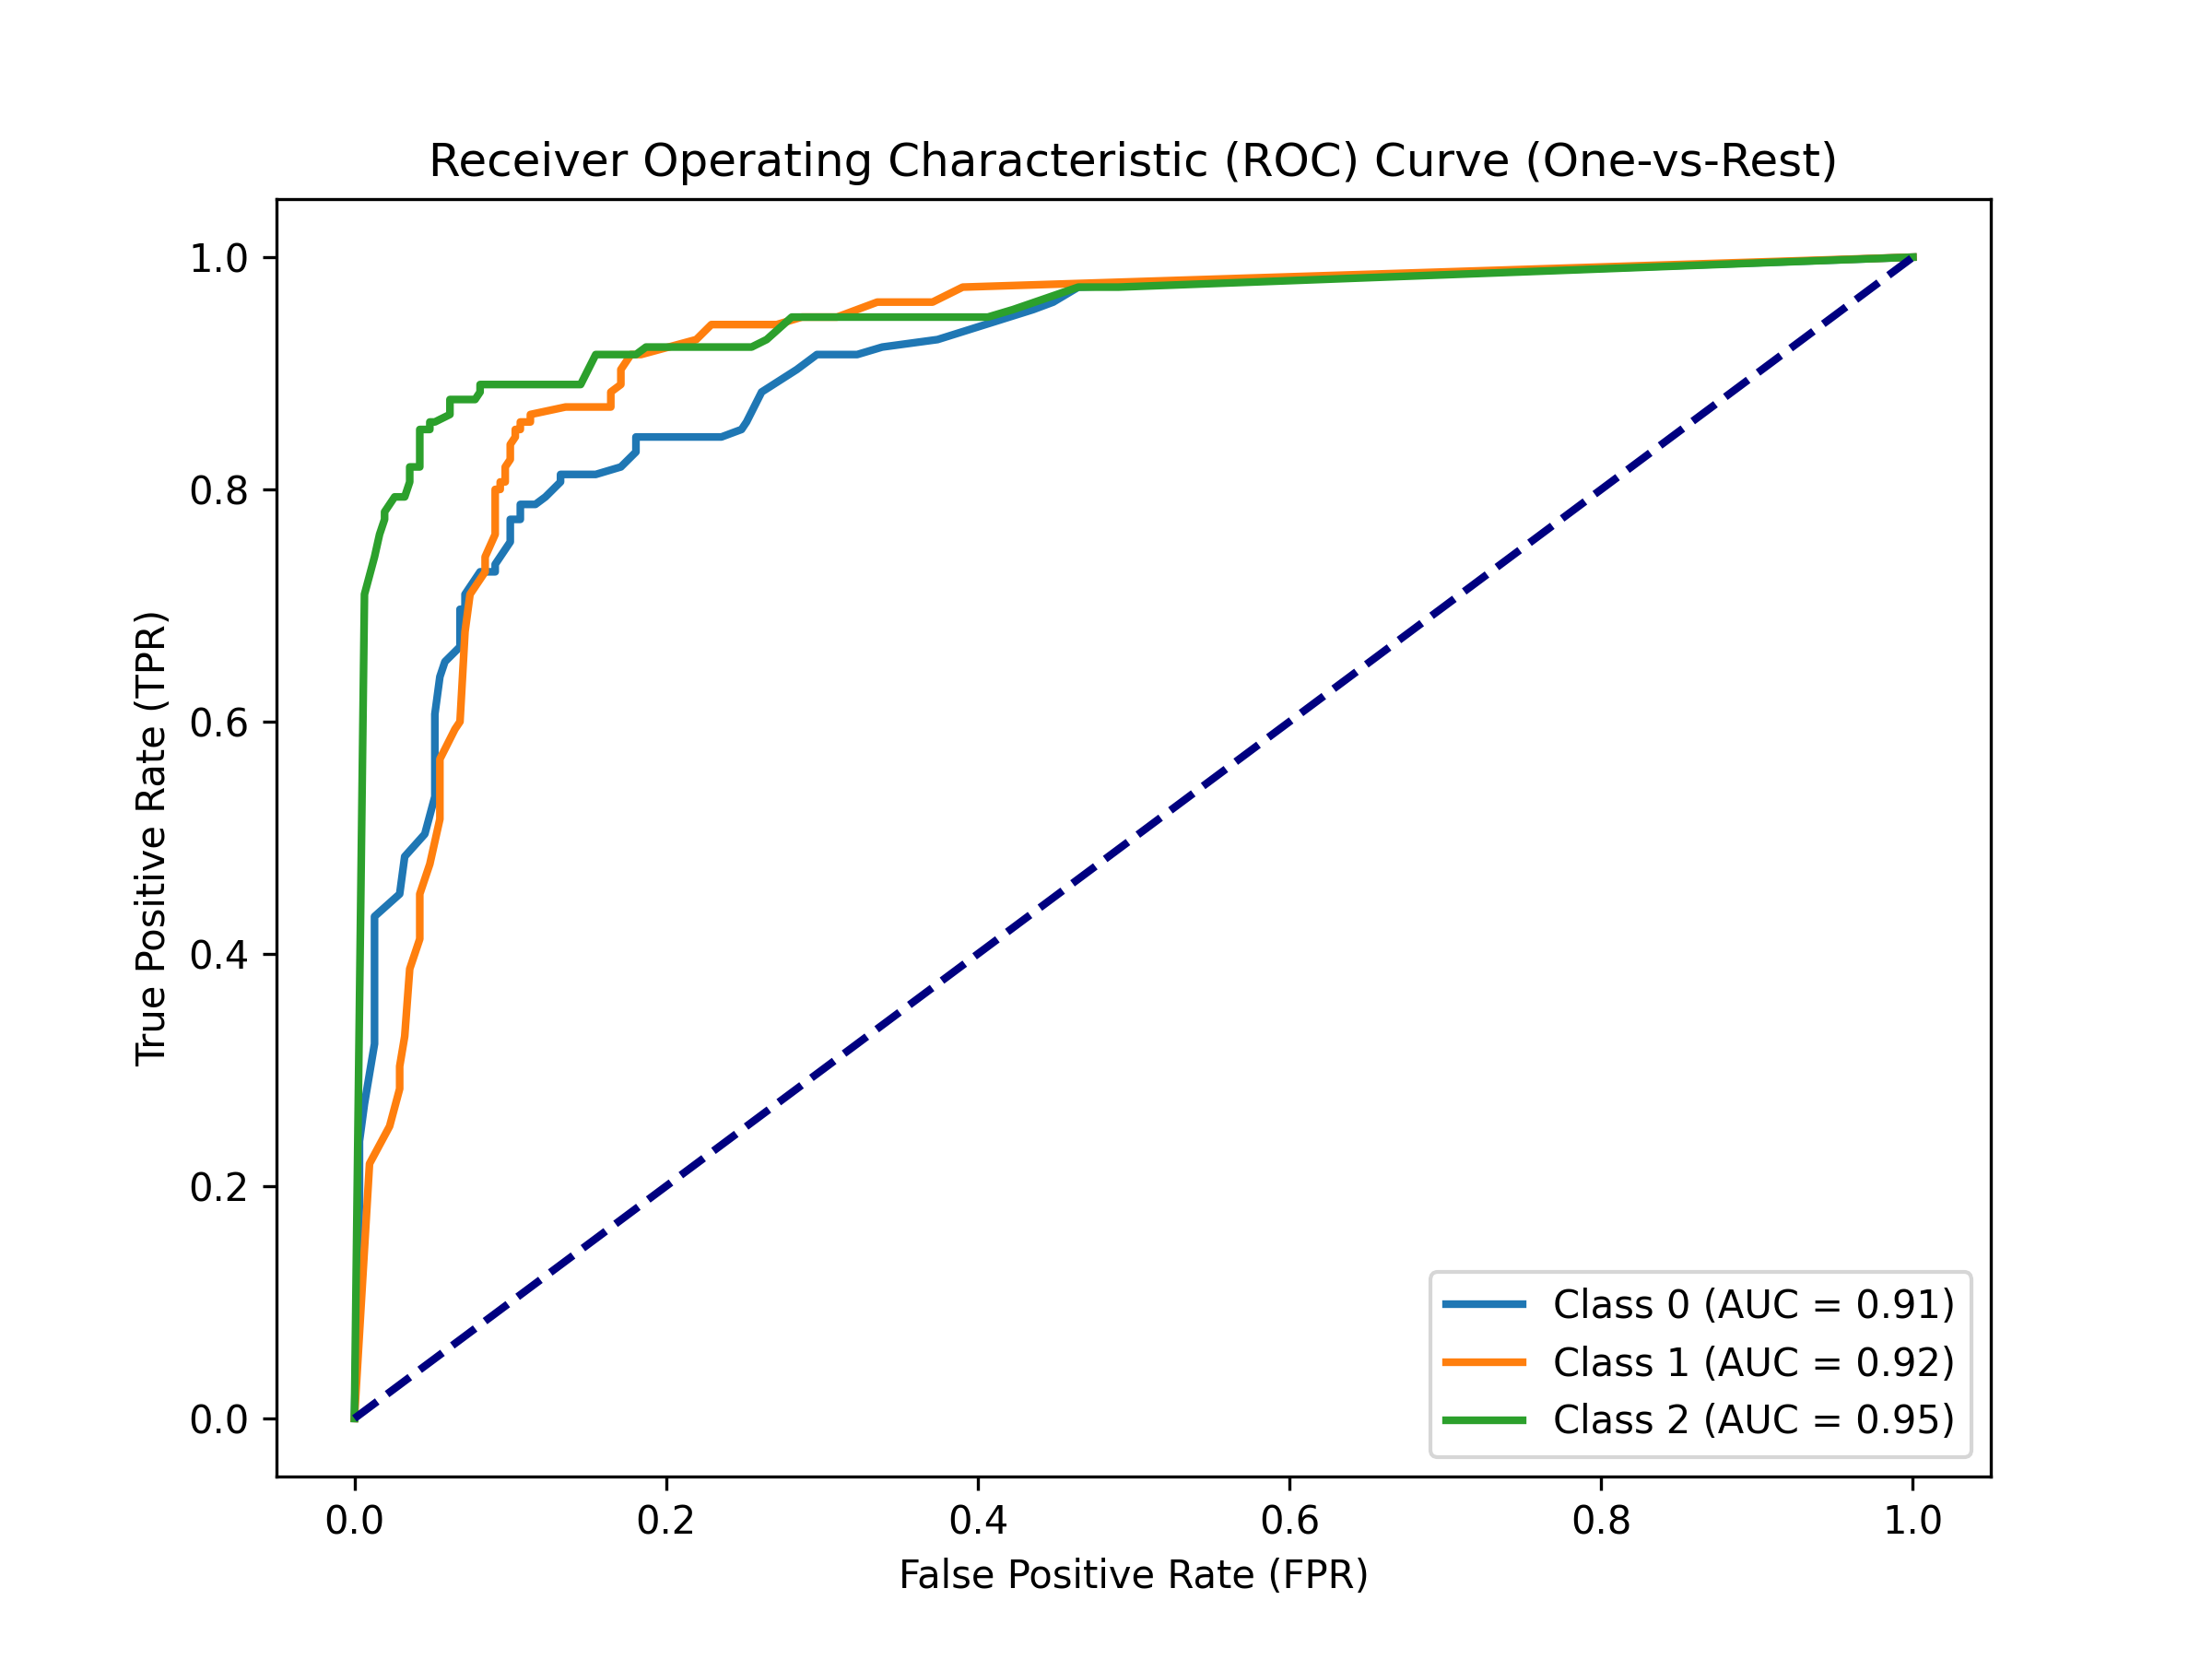 Receiver Operating Characteristic (ROC) Curve (One-vs-Rest)
True Positive Rate (TPR)
1.0
0.8
0.6
0.4
0.2
0.0
Class 0 (AUC = 0.91)
Class 1 (AUC = 0.92)
Class 2 (AUC = 0.95)
0.0 0.2 0.4 0.6 0.8 1.0
False Positive Rate (FPR)